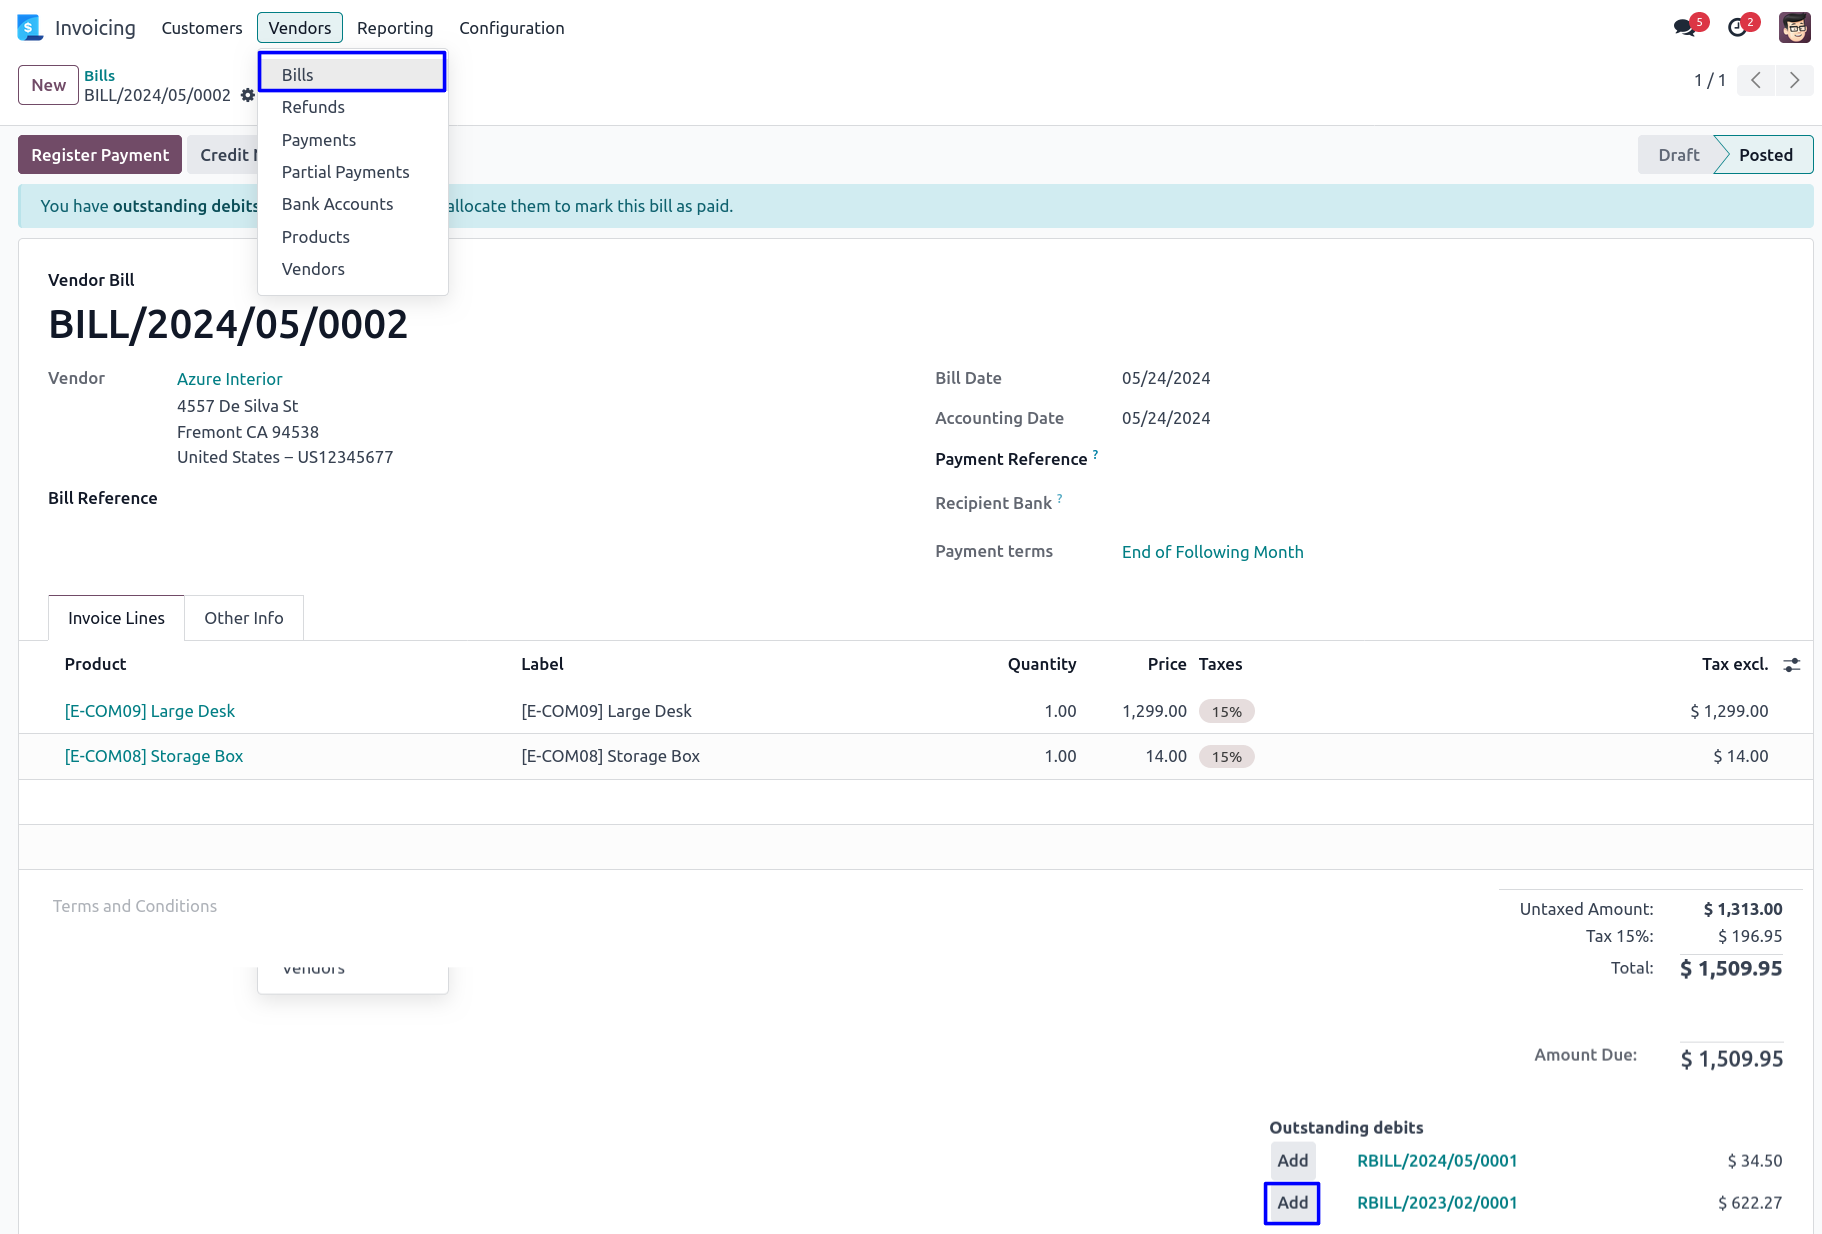 Invoicing Customers Vendors Reporting Configuration 5 2
New Bills
BILL/2024/05/0002
1 / 1
Bills
Refunds
Payments
Partial Payments
Bank Accounts
Products
Vendors
Register Payment Credit Draft Posted
You have outstanding debits allocate them to mark this bill as paid.
Vendor Bill
BILL/2024/05/0002
Vendor Azure Interior
4557 De Silva St
Fremont CA 94538
United States – US12345677
Bill Reference
Bill Date 05/24/2024
Accounting Date 05/24/2024
Payment Reference ?
Recipient Bank ?
Payment terms End of Following Month
Invoice Lines Other Info
Product Label Quantity Price Taxes Tax excl.
[E-COM09] Large Desk [E-COM09] Large Desk 1.00 1,299.00 15% $ 1,299.00
[E-COM08] Storage Box [E-COM08] Storage Box 1.00 14.00 15% $ 14.00
Terms and Conditions
Vendors
Untaxed Amount: $ 1,313.00
Tax 15%: $ 196.95
Total: $ 1,509.95
Amount Due: $ 1,509.95
Outstanding debits
Add RBILL/2024/05/0001 $ 34.50
Add RBILL/2023/02/0001 $ 622.27